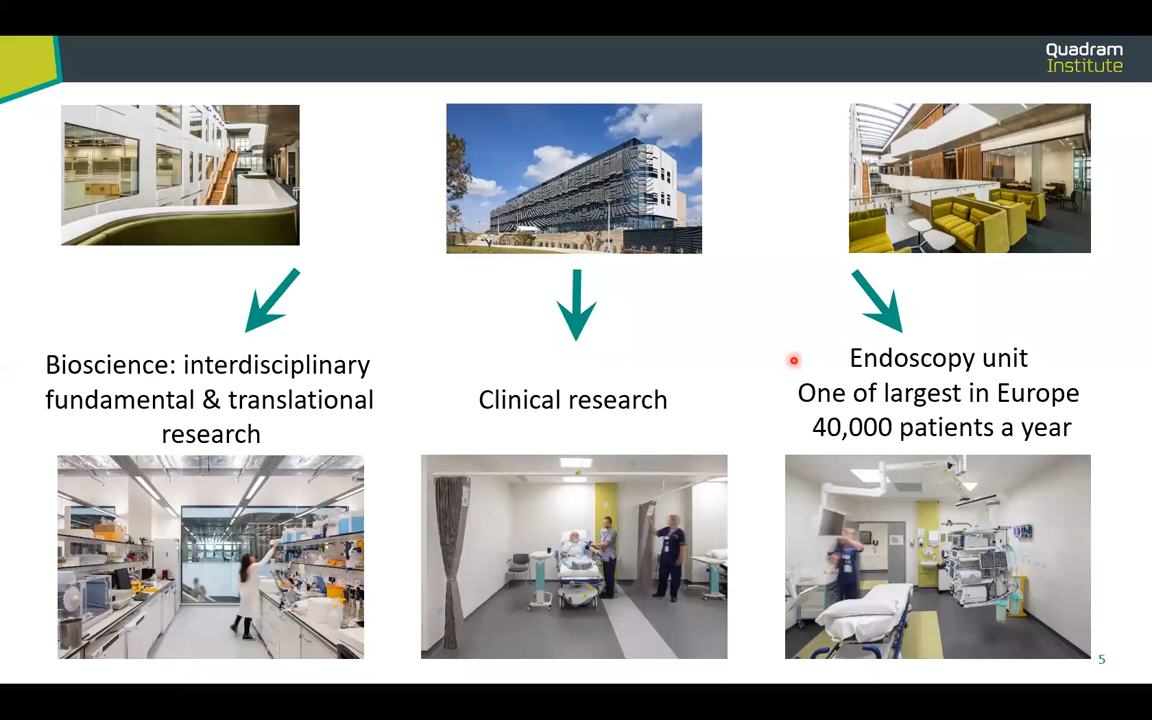 Quadram
Institute
Bioscience: interdisciplinary
fundamental & translational
research
Clinical research
Endoscopy unit
One of largest in Europe
40,000 patients a year
5